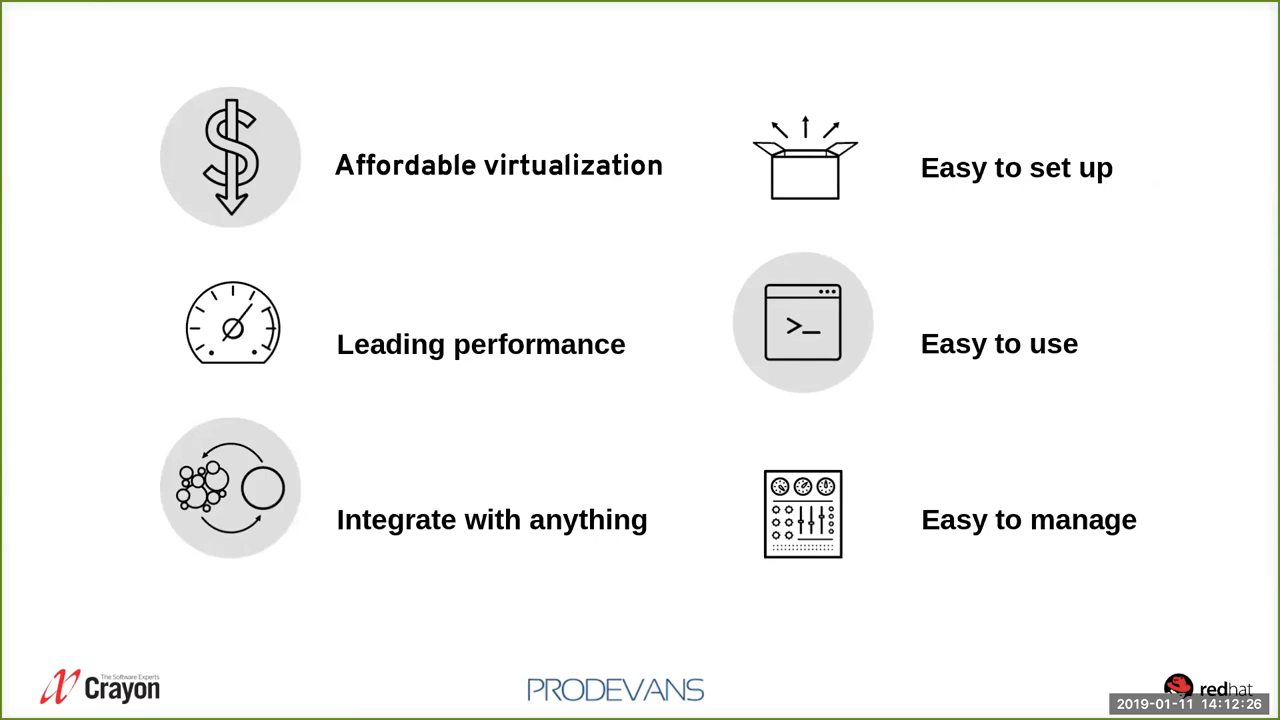 Affordable virtualization
Easy to set up
Leading performance
Easy to use
Integrate with anything
Easy to manage
The Software Experts
Crayon
PRODEVANS
redhat
2019-01-11 14:12:26